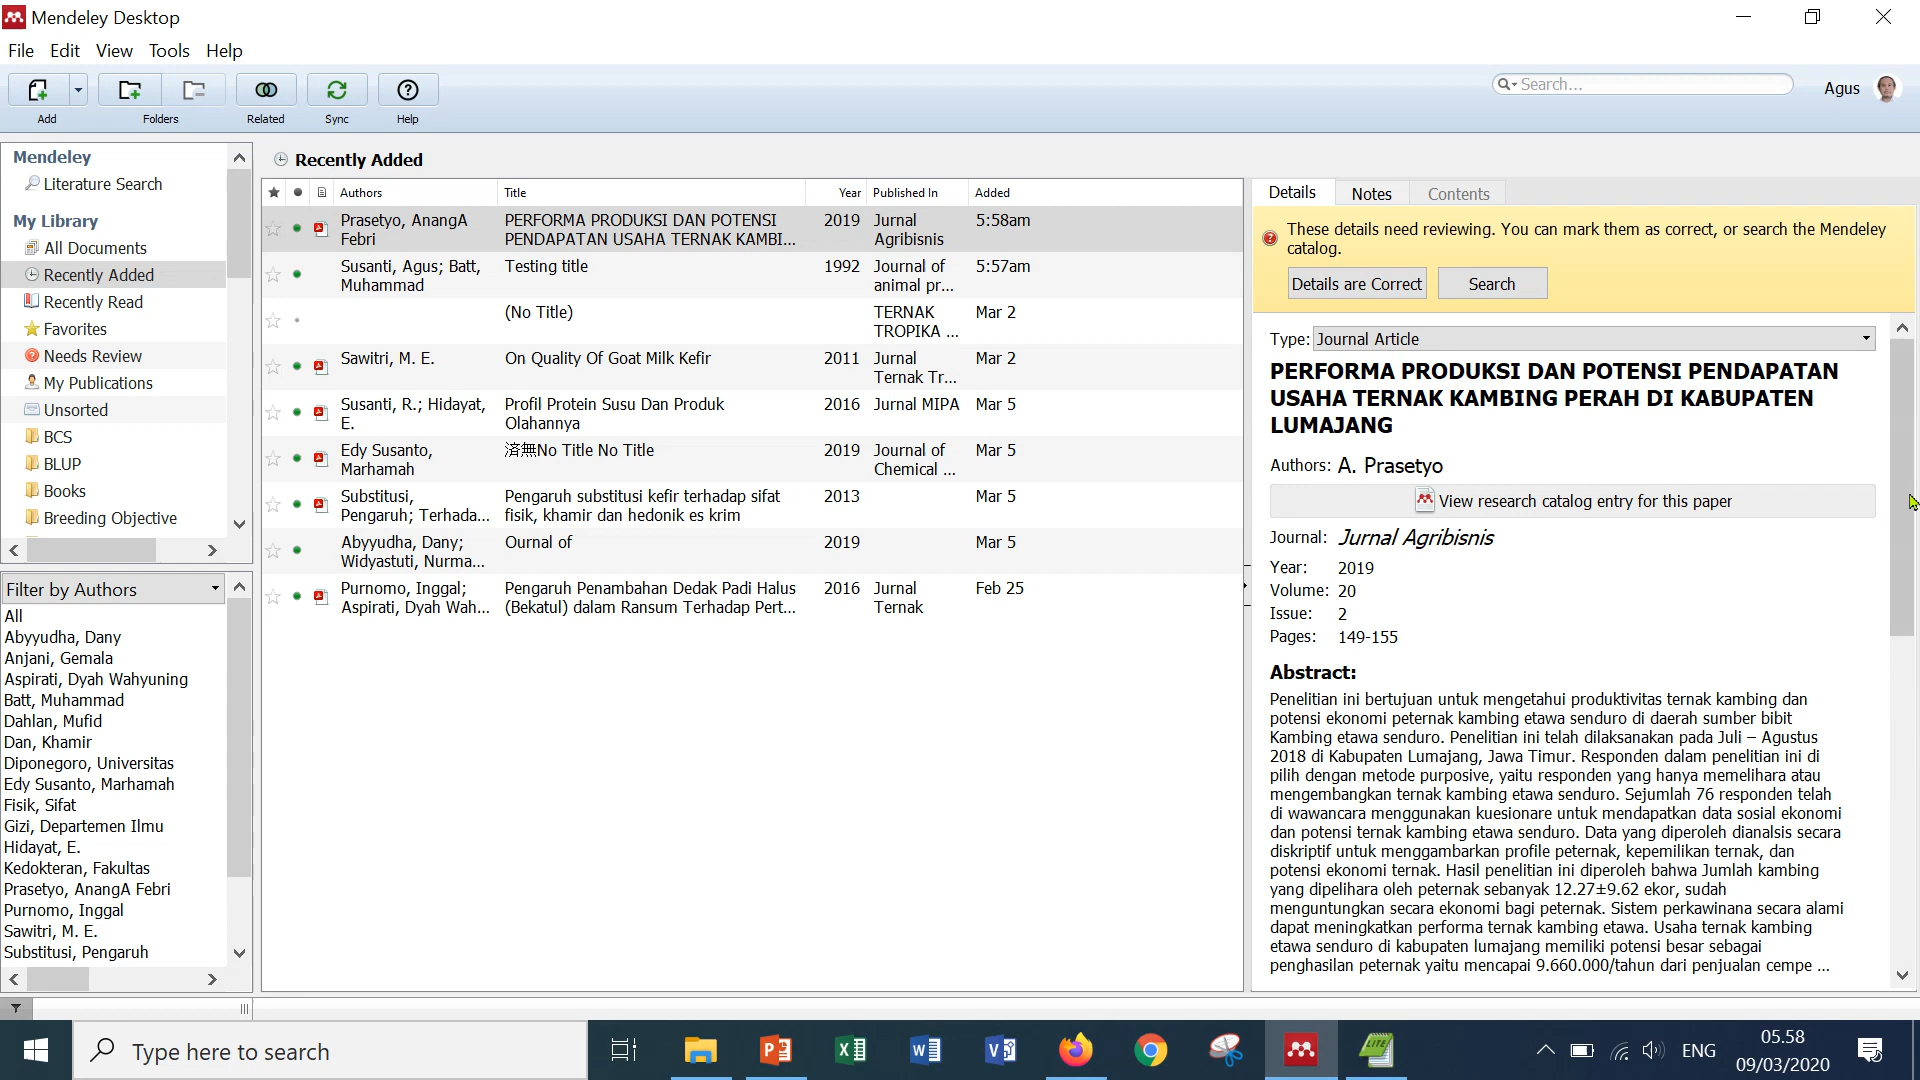 Mendeley Desktop
File Edit View Tools Help
Add Folders Related Sync Help
Search...
Agus
Mendeley
Literature Search
My Library
All Documents
Recently Added
Recently Read
Favorites
Needs Review
My Publications
Unsorted
BCS
BLUP
Books
Breeding Objective
Filter by Authors
All
Abyyudha, Dany
Anjani, Gemala
Aspirati, Dyah Wahyuning
Batt, Muhammad
Dahlan, Mufid
Dan, Khamir
Diponegoro, Universitas
Edy Susanto, Marhamah
Fisik, Sifat
Gizi, Departemen Ilmu
Hidayat, E.
Kedokteran, Fakultas
Prasetyo, AnangA Febri
Purnomo, Inggal
Sawitri, M. E.
Substitusi, Pengaruh
Recently Added
Authors Title Year Published In Added
Prasetyo, AnangA PERFORMA PRODUKSI DAN POTENSI 2019 Jurnal 5:58am
Febri PENDAPATAN USAHA TERNAK KAMBI... Agribisnis
Susanti, Agus; Batt, Testing title 1992 Journal of 5:57am
Muhammad animal pr...
(No Title) TERNAK Mar 2
TROPIKA ...
Sawitri, M. E. On Quality Of Goat Milk Kefir 2011 Jurnal Mar 2
Ternak Tr...
Susanti, R.; Hidayat, Profil Protein Susu Dan Produk 2016 Jurnal MIPA Mar 5
E. Olahannya
Edy Susanto, 済無No Title No Title 2019 Journal of Mar 5
Marhamah Chemical ...
Substitusi, Pengaruh substitusi kefir terhadap sifat 2013 Mar 5
Pengaruh; Terhada... fisik, khamir dan hedonik es krim
Abyyudha, Dany; Ournal of 2019 Mar 5
Widyastuti, Nurma...
Purnomo, Inggal; Pengaruh Penambahan Dedak Padi Halus 2016 Jurnal Feb 25
Aspirati, Dyah Wah... (Bekatul) dalam Ransum Terhadap Pert... Ternak
Details Notes Contents
These details need reviewing. You can mark them as correct, or search the Mendeley
catalog.
Details are Correct Search
Type: Journal Article
PERFORMA PRODUKSI DAN POTENSI PENDAPATAN
USAHA TERNAK KAMBING PERAH DI KABUPATEN
LUMAJANG
Authors: A. Prasetyo
View research catalog entry for this paper
Journal: Jurnal Agribisnis
Year: 2019
Volume: 20
Issue: 2
Pages: 149-155
Abstract:
Penelitian ini bertujuan untuk mengetahui produktivitas ternak kambing dan
potensi ekonomi peternak kambing etawa senduro di daerah sumber bibit
Kambing etawa senduro. Penelitian ini telah dilaksanakan pada Juli – Agustus
2018 di Kabupaten Lumajang, Jawa Timur. Responden dalam penelitian ini di
pilih dengan metode purposive, yaitu responden yang hanya memelihara atau
mengembangkan ternak kambing etawa senduro. Sejumlah 76 responden telah
di wawancara menggunakan kuesionare untuk mendapatkan data sosial ekonomi
dan potensi ternak kambing etawa senduro. Data yang diperoleh dianalsis secara
diskriptif untuk menggambarkan profile peternak, kepemilikan ternak, dan
potensi ekonomi ternak. Hasil penelitian ini diperoleh bahwa Jumlah kambing
yang dipelihara oleh peternak sebanyak 12.27±9.62 ekor, sudah
menguntungkan secara ekonomi bagi peternak. Sistem perkawinana secara alami
dapat meningkatkan performa ternak kambing etawa. Usaha ternak kambing
etawa senduro di kabupaten lumajang memiliki potensi besar sebagai
penghasilan peternak yaitu mencapai 9.660.000/tahun dari penjualan cempe ...
Type here to search
ENG
05.58
09/03/2020